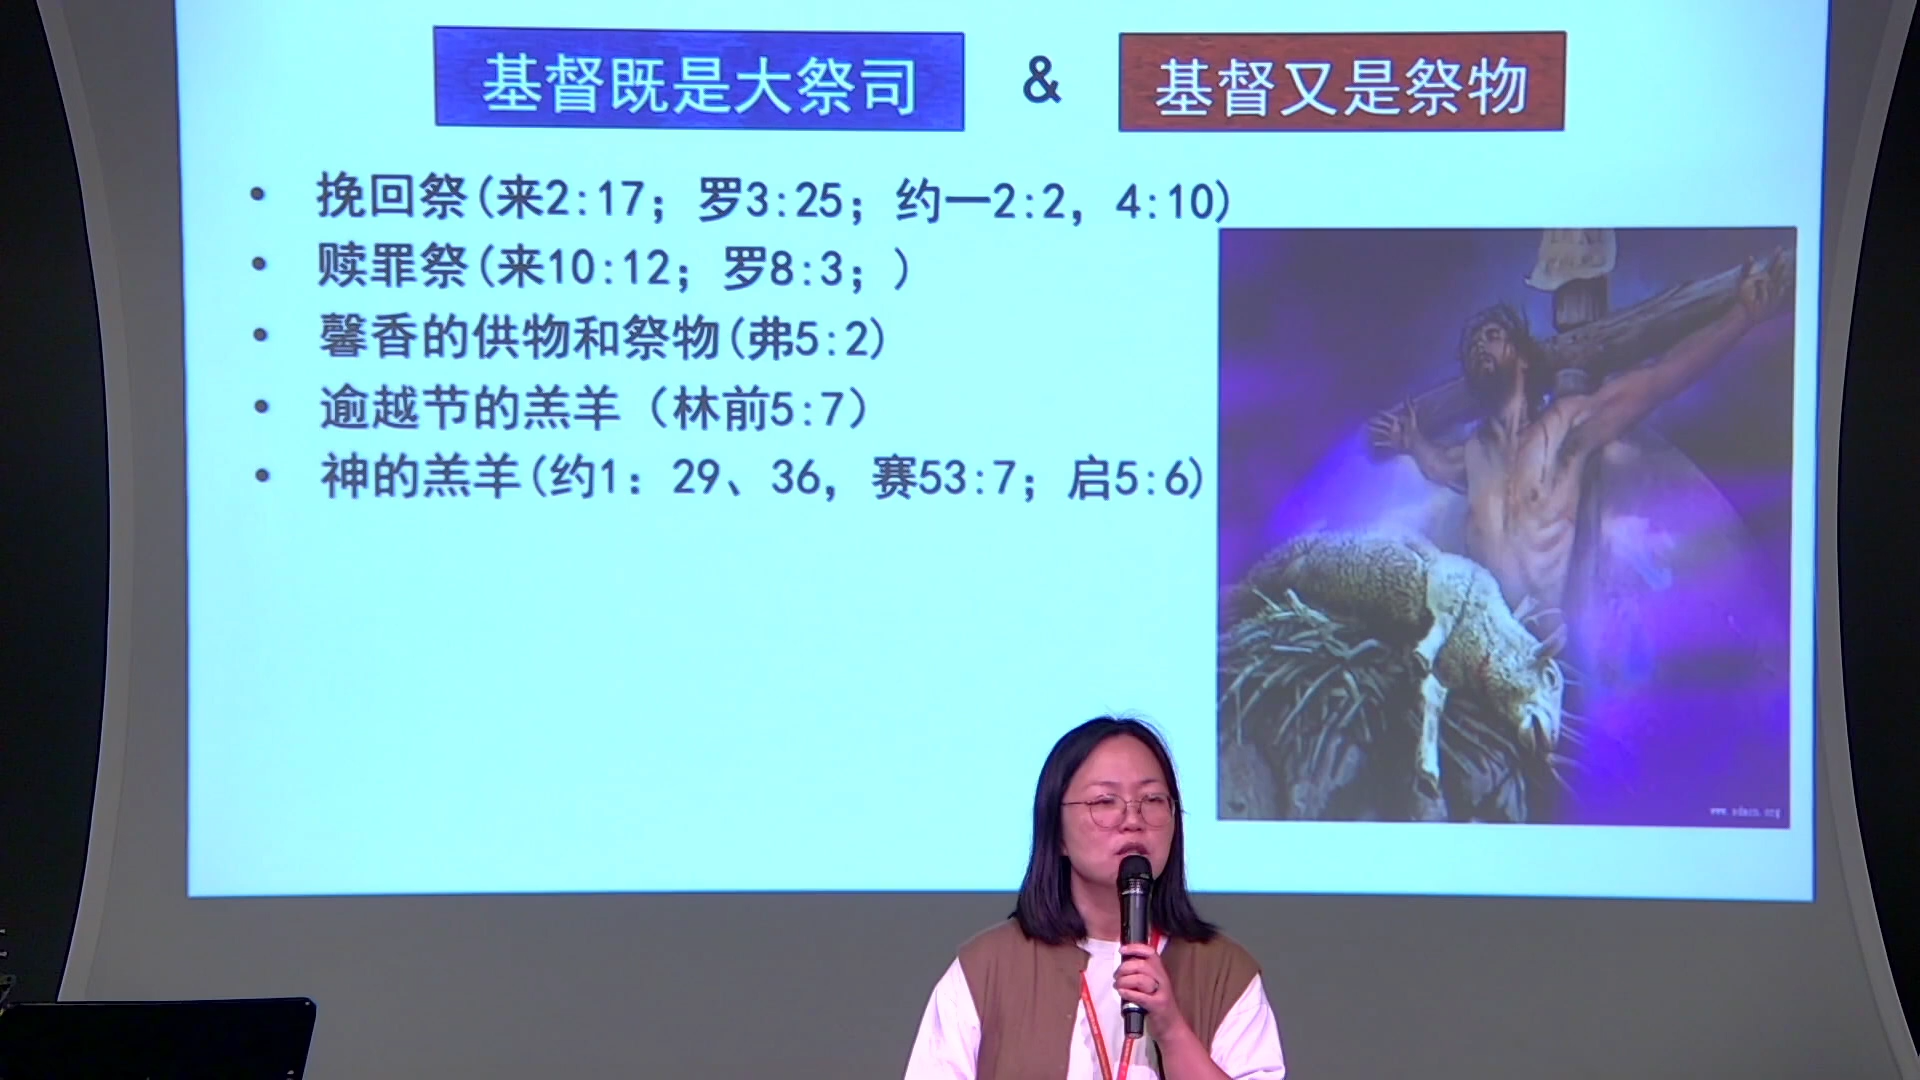 基督既是大祭司 & 基督又是祭物
• 挽回祭(来2:17；罗3:25；约一2:2，4:10)
• 赎罪祭(来10:12；罗8:3；)
• 馨香的供物和祭物(弗5:2)
• 逾越节的羔羊（林前5:7）
• 神的羔羊(约1：29、36，赛53:7；启5:6)